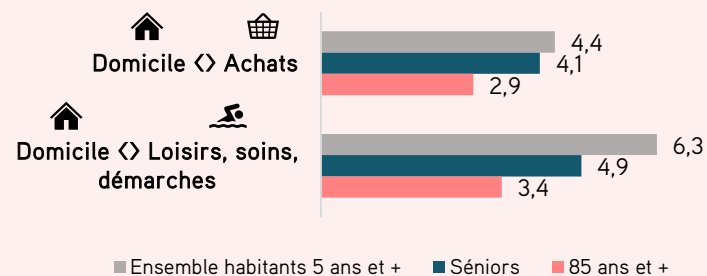 Domicile <> Achats
4,4
4,1
2,9
Domicile <> Loisirs, soins,
démarches
6,3
4,9
3,4
Ensemble habitants 5 ans et + Séniors 85 ans et +